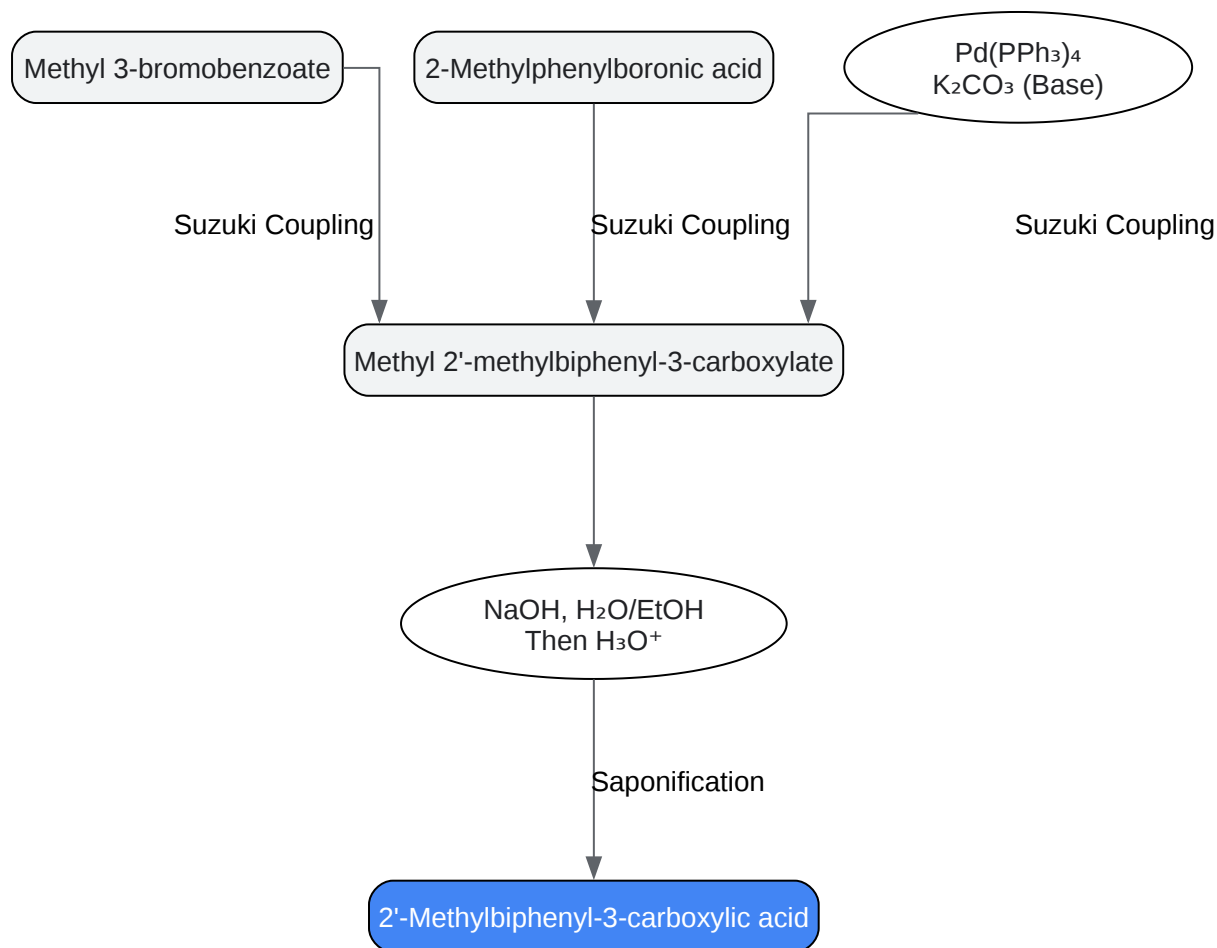 Methyl 3-bromobenzoate
2-Methylphenylboronic acid
Pd(PPh₃)₄
K₂CO₃ (Base)
Suzuki Coupling
Suzuki Coupling
Suzuki Coupling
Methyl 2'-methylbiphenyl-3-carboxylate
NaOH, H₂O/EtOH
Then H₃O⁺
Saponification
2'-Methylbiphenyl-3-carboxylic acid